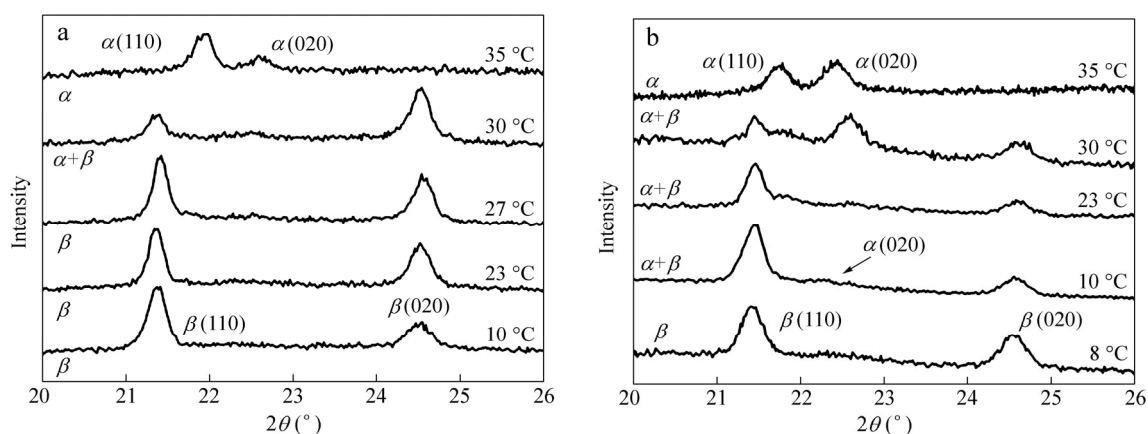 a
α(110)
α(020)
35 °C
α
30 °C
α+β
27 °C
β
23 °C
β
β(110)
β(020)
10 °C
β
20 21 22 23 24 25 26
2θ(°)
Intensity
b
α(110)
α(020)
35 °C
α
α+β
30 °C
α+β
23 °C
α(020)
α+β
10 °C
β
β(110)
β(020)
8 °C
20 21 22 23 24 25 26
2θ(°)
Intensity